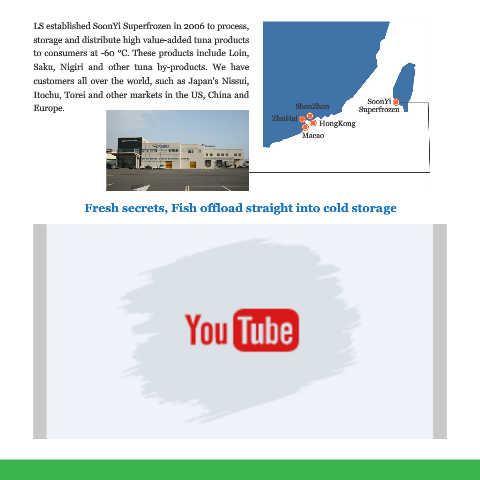 LS established SoonYi Superfrozen in 2006 to process,
storage and distribute high value-added tuna products
to consumers at -60 °C. These products include Loin,
Saku, Nigiri and other tuna by-products. We have
customers all over the world, such as Japan's Nissui,
Itochu, Torei and other markets in the US, China and
Europe.
ShenZhen
ZhuHai
HongKong
Macao
SoonYi
Superfrozen
Fresh secrets, Fish offload straight into cold storage
YouTube